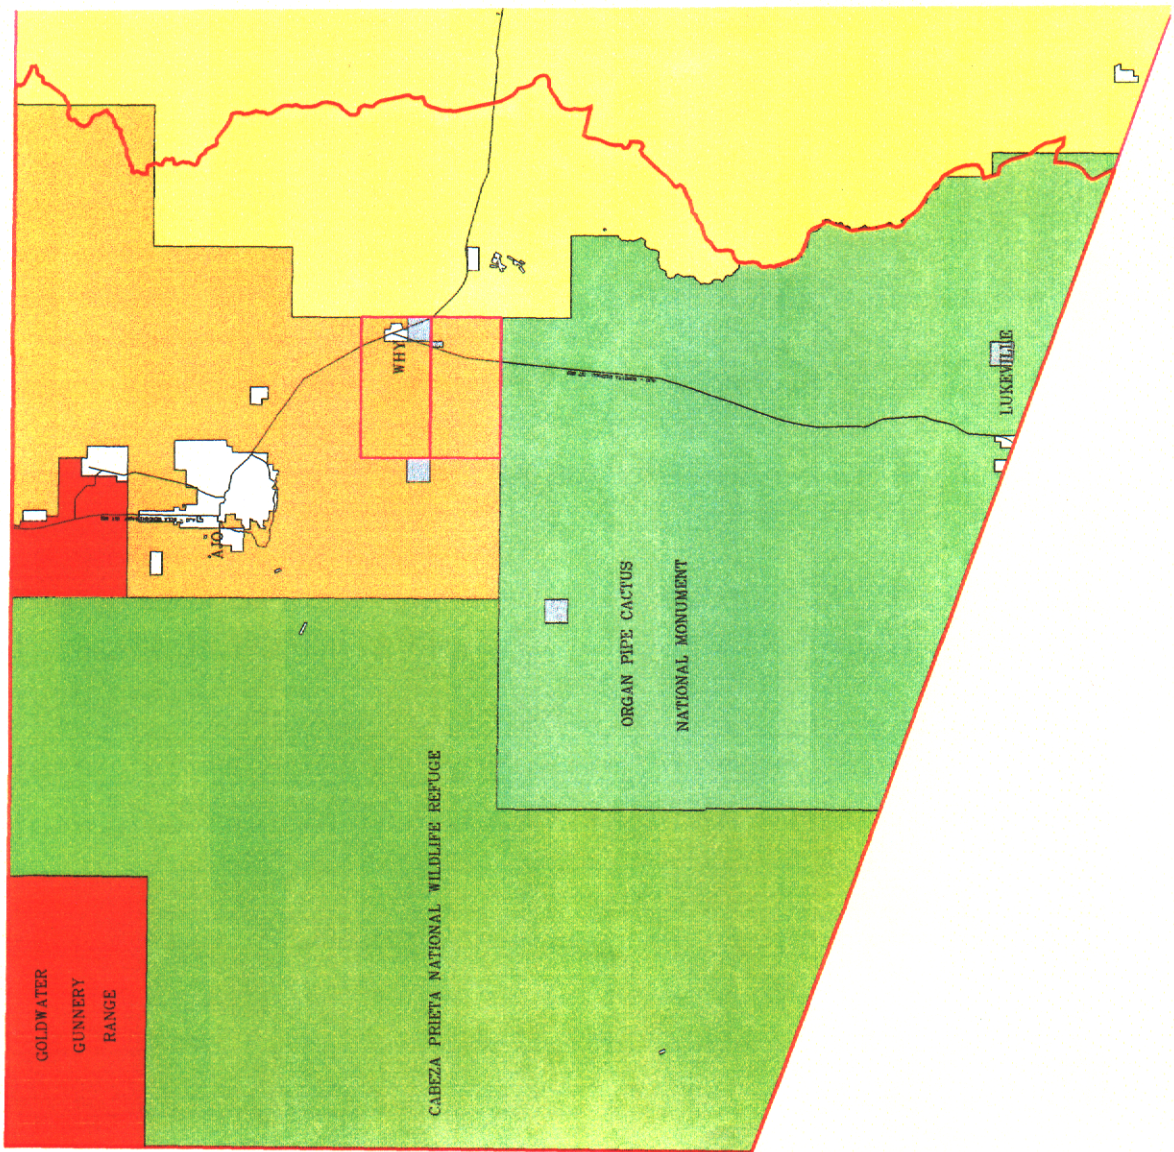 GOLDWATER
GUNNERY
RANGE
CABEZA PRIETA NATIONAL WILDLIFE REFUGE
AJO
WHY
ORGAN PIPE CACTUS
NATIONAL MONUMENT
LUKEVILLE